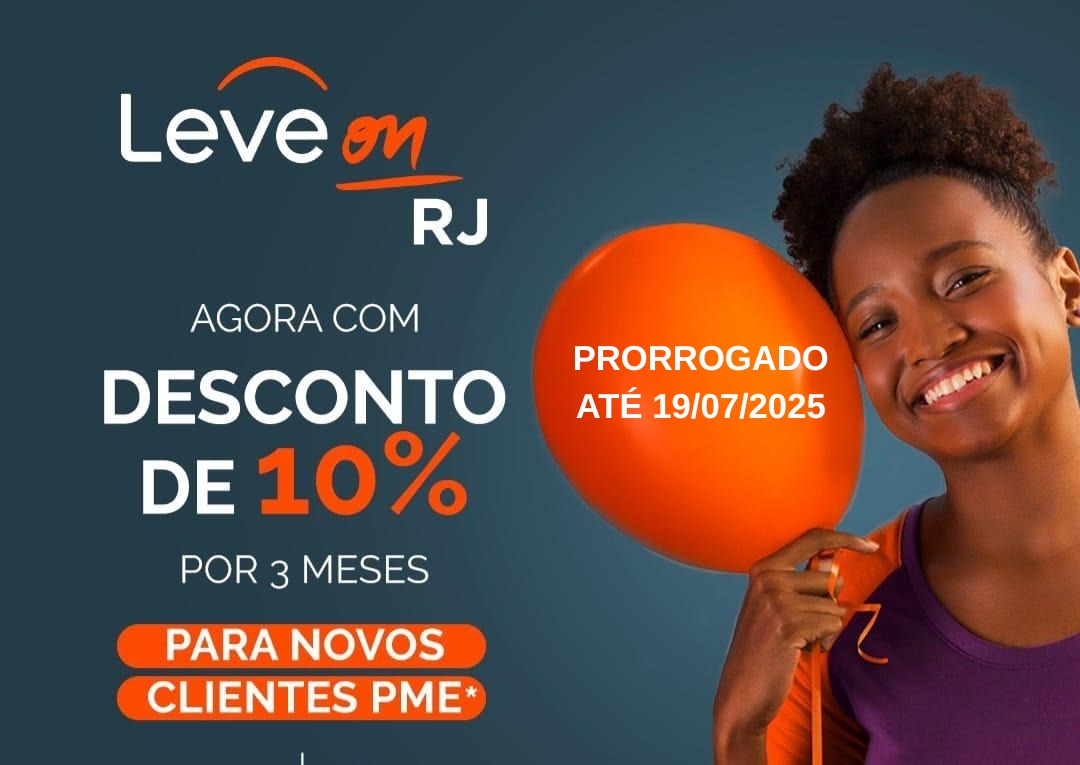 Leve on
RJ
AGORA COM
DESCONTO
DE 10%
POR 3 MESES
PARA NOVOS
CLIENTES PME*
PRORROGADO
ATÉ 19/07/2025